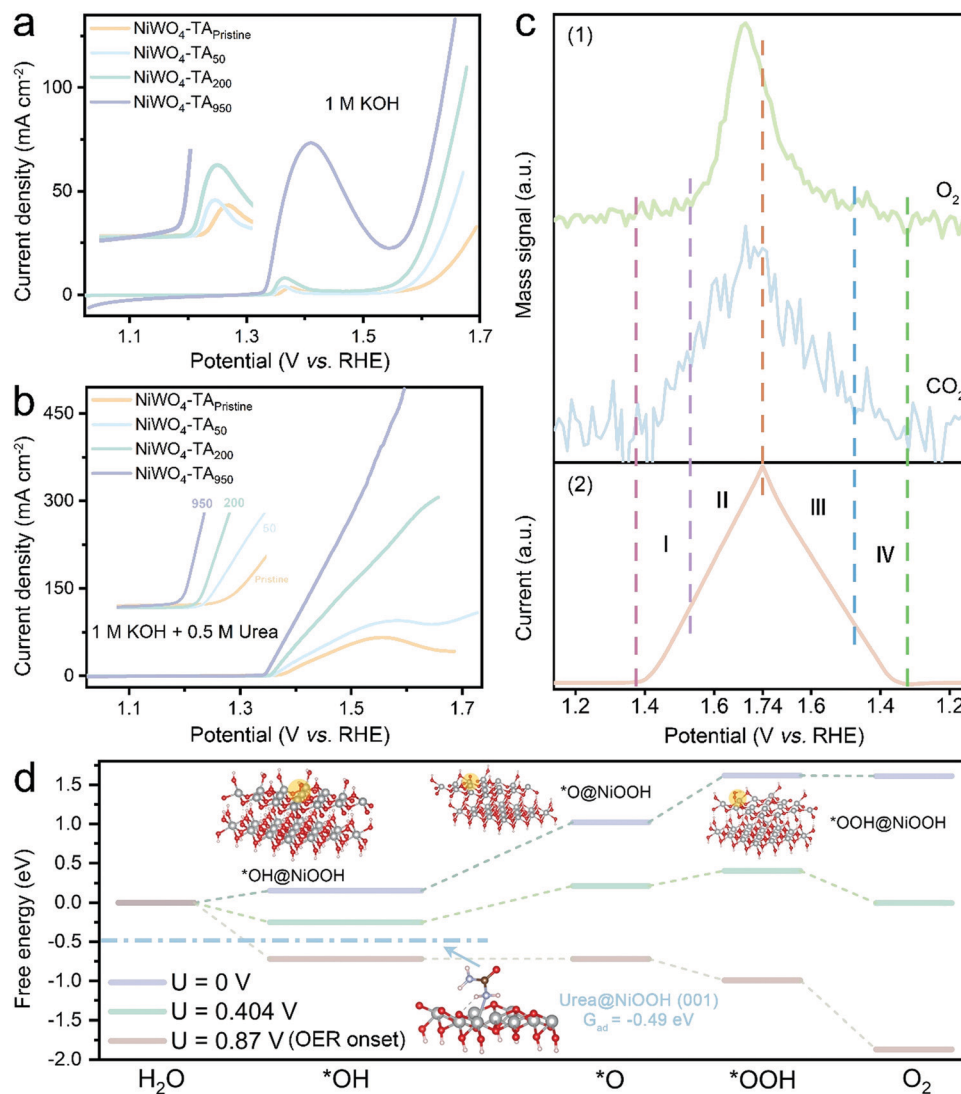 a
NiWO₄-TA_Pristine
NiWO₄-TA₅₀
NiWO₄-TA₂₀₀
NiWO₄-TA₉₅₀
1 M KOH
Current density (mA cm⁻²)
100
50
0
1.1
1.3
1.5
1.7
Potential (V vs. RHE)
b
NiWO₄-TA_Pristine
NiWO₄-TA₅₀
NiWO₄-TA₂₀₀
NiWO₄-TA₉₅₀
950
200
50
Pristine
1 M KOH + 0.5 M Urea
Current density (mA cm⁻²)
450
300
150
0
1.1
1.3
1.5
1.7
Potential (V vs. RHE)
c
(1)
O₂
CO₂
Mass signal (a.u.)
(2)
I
II
III
IV
Current (a.u.)
1.2
1.4
1.6
1.74
1.6
1.4
1.2
Potential (V vs. RHE)
d
Free energy (eV)
1.5
1.0
0.5
0.0
-0.5
-1.0
-1.5
-2.0
*OH@NiOOH
*O@NiOOH
*OOH@NiOOH
U = 0 V
U = 0.404 V
U = 0.87 V (OER onset)
Urea@NiOOH (001)
G_ad = -0.49 eV
H₂O
*OH
*O
*OOH
O₂